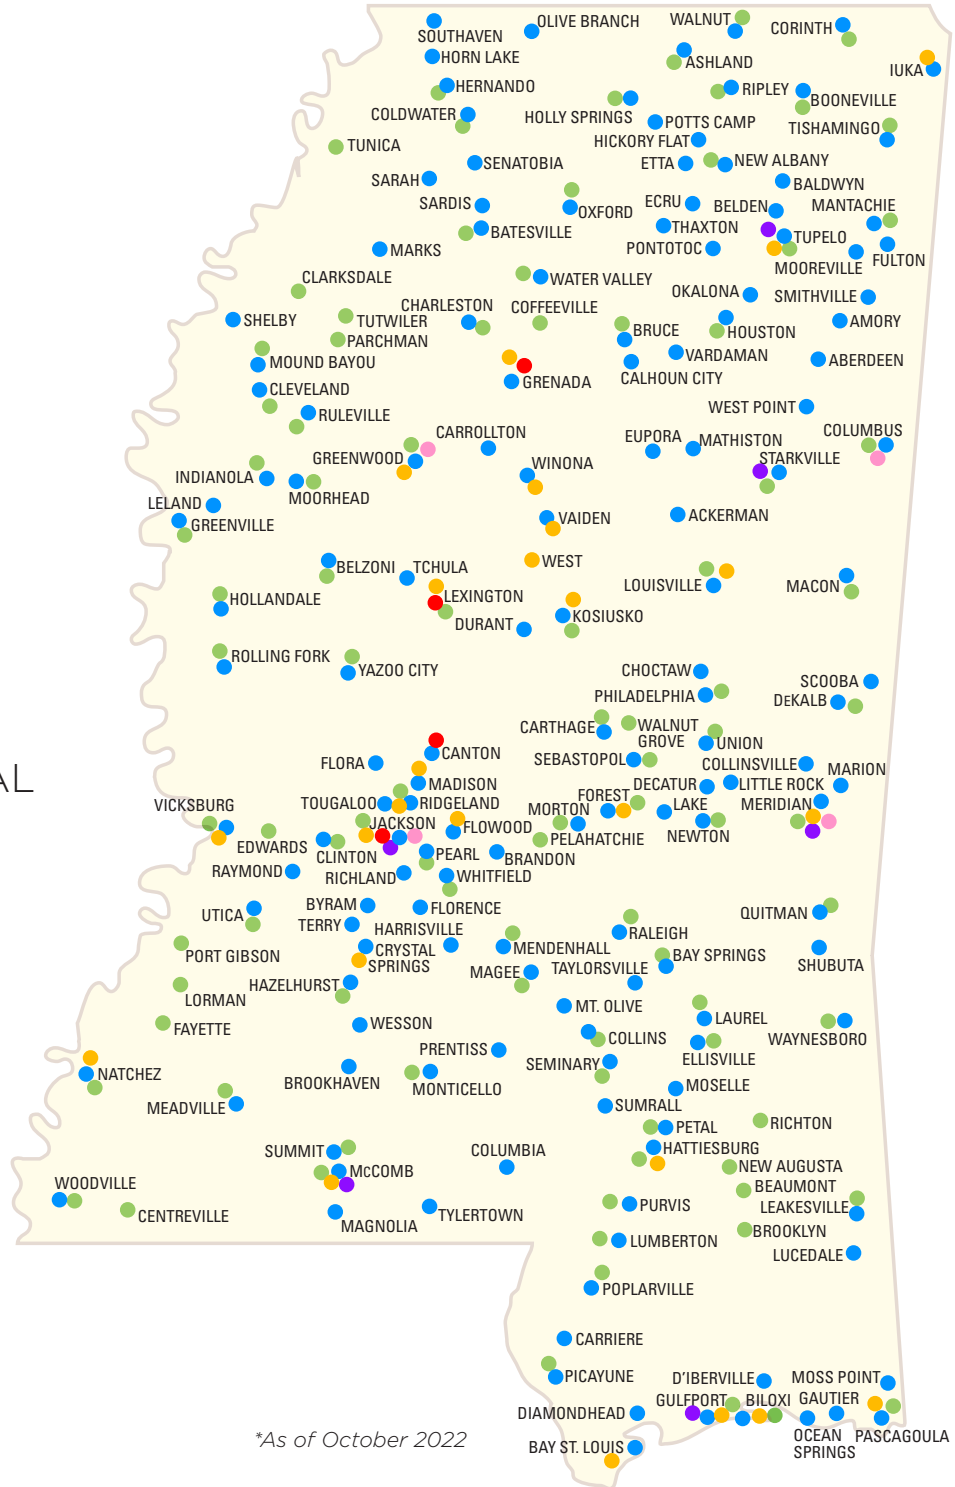 WALNUT
OLIVE BRANCH
CORINTH
SOUTHAVEN
HORN LAKE
ASHLAND
IUKA
HERNANDO
RIPLEY
BOONEVILLE
COLDWATER
HOLLY SPRINGS
POTTS CAMP
TISHAMINGO
HICKORY FLAT
TUNICA
SENATOBIA
ETTA
NEW ALBANY
SARAH
BALDWYN
SARDIS
OXFORD
ECRU
BELDEN
MANTACHIE
BATESVILLE
THAXTON
TUPELO
MARKS
PONTOTOC
MOOREVILLE
FULTON
CLARKSDALE
WATER VALLEY
OKALONA
SMITHVILLE
CHARLESTON
COFFEEVILLE
SHELBY
TUTWILER
AMORY
BRUCE
HOUSTON
PARCHMAN
VARDAMAN
MOUND BAYOU
ABERDEEN
CALHOUN CITY
GRENADA
CLEVELAND
RULEVILLE
WEST POINT
CARROLLTON
EUPORA
MATHISTON
COLUMBUS
GREENWOOD
STARKVILLE
WINONA
INDIANOLA
MOORHEAD
LELAND
ACKERMAN
VAIDEN
GREENVILLE
WEST
BELZONI
TCHULA
LOUISVILLE
MACON
LEXINGTON
HOLLANDALE
KOSIUSKO
DURANT
ROLLING FORK
YAZOO CITY
CHOCTAW
SCOOBA
PHILADELPHIA
DEKALB
CARTHAGE
WALNUT
GROVE
UNION
CANTON
SEBASTOPOL
FLORA
COLLINSVILLE
MARION
AL
MADISON
DECATUR
LITTLE ROCK
TOUGALOO
RIDGELAND
FOREST
MERIDIAN
VICKSBURG
MORTON
LAKE
JACKSON
FLOWOOD
NEWTON
PELAHATCHIE
EDWARDS
CLINTON
PEARL
BRANDON
RAYMOND
RICHLAND
WHITFIELD
BYRAM
FLORENCE
UTICA
TERRY
QUITMAN
HARRISVILLE
RALEIGH
PORT GIBSON
CRYSTAL
SPRINGS
MENDENHALL
BAY SPRINGS
SHUBUTA
TAYLORSVILLE
MAGEE
HAZELHURST
LORMAN
MT. OLIVE
LAUREL
FAYETTE
WESSON
COLLINS
WAYNESBORO
PRENTISS
ELLISVILLE
SEMINARY
NATCHEZ
BROOKHAVEN
MONTICELLO
MOSELLE
MEADVILLE
SUMRALL
RICHTON
PETAL
HATTIESBURG
SUMMIT
COLUMBIA
MCCOMB
NEW AUGUSTA
WOODVILLE
BEAUMONT
PURVIS
LEAKESVILLE
CENTREVILLE
TYLERTOWN
MAGNOLIA
BROOKLYN
LUMBERTON
LUCEDALE
POPLARVILLE
CARRIERE
PICAYUNE
D'IBERVILLE
MOSS POINT
GULFPORT
BILOXI
GAUTIER
DIAMONDHEAD
OCEAN
SPRINGS
PASCAGOULA
*As of October 2022
BAY ST. LOUIS